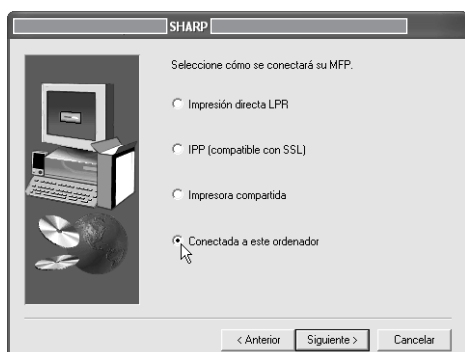 SHARP
Seleccione cómo se conectará su MFP.
Impresión directa LPR
IPP (compatible con SSL)
Impresora compartida
Conectada a este ordenador
< Anterior
Siguiente >
Cancelar